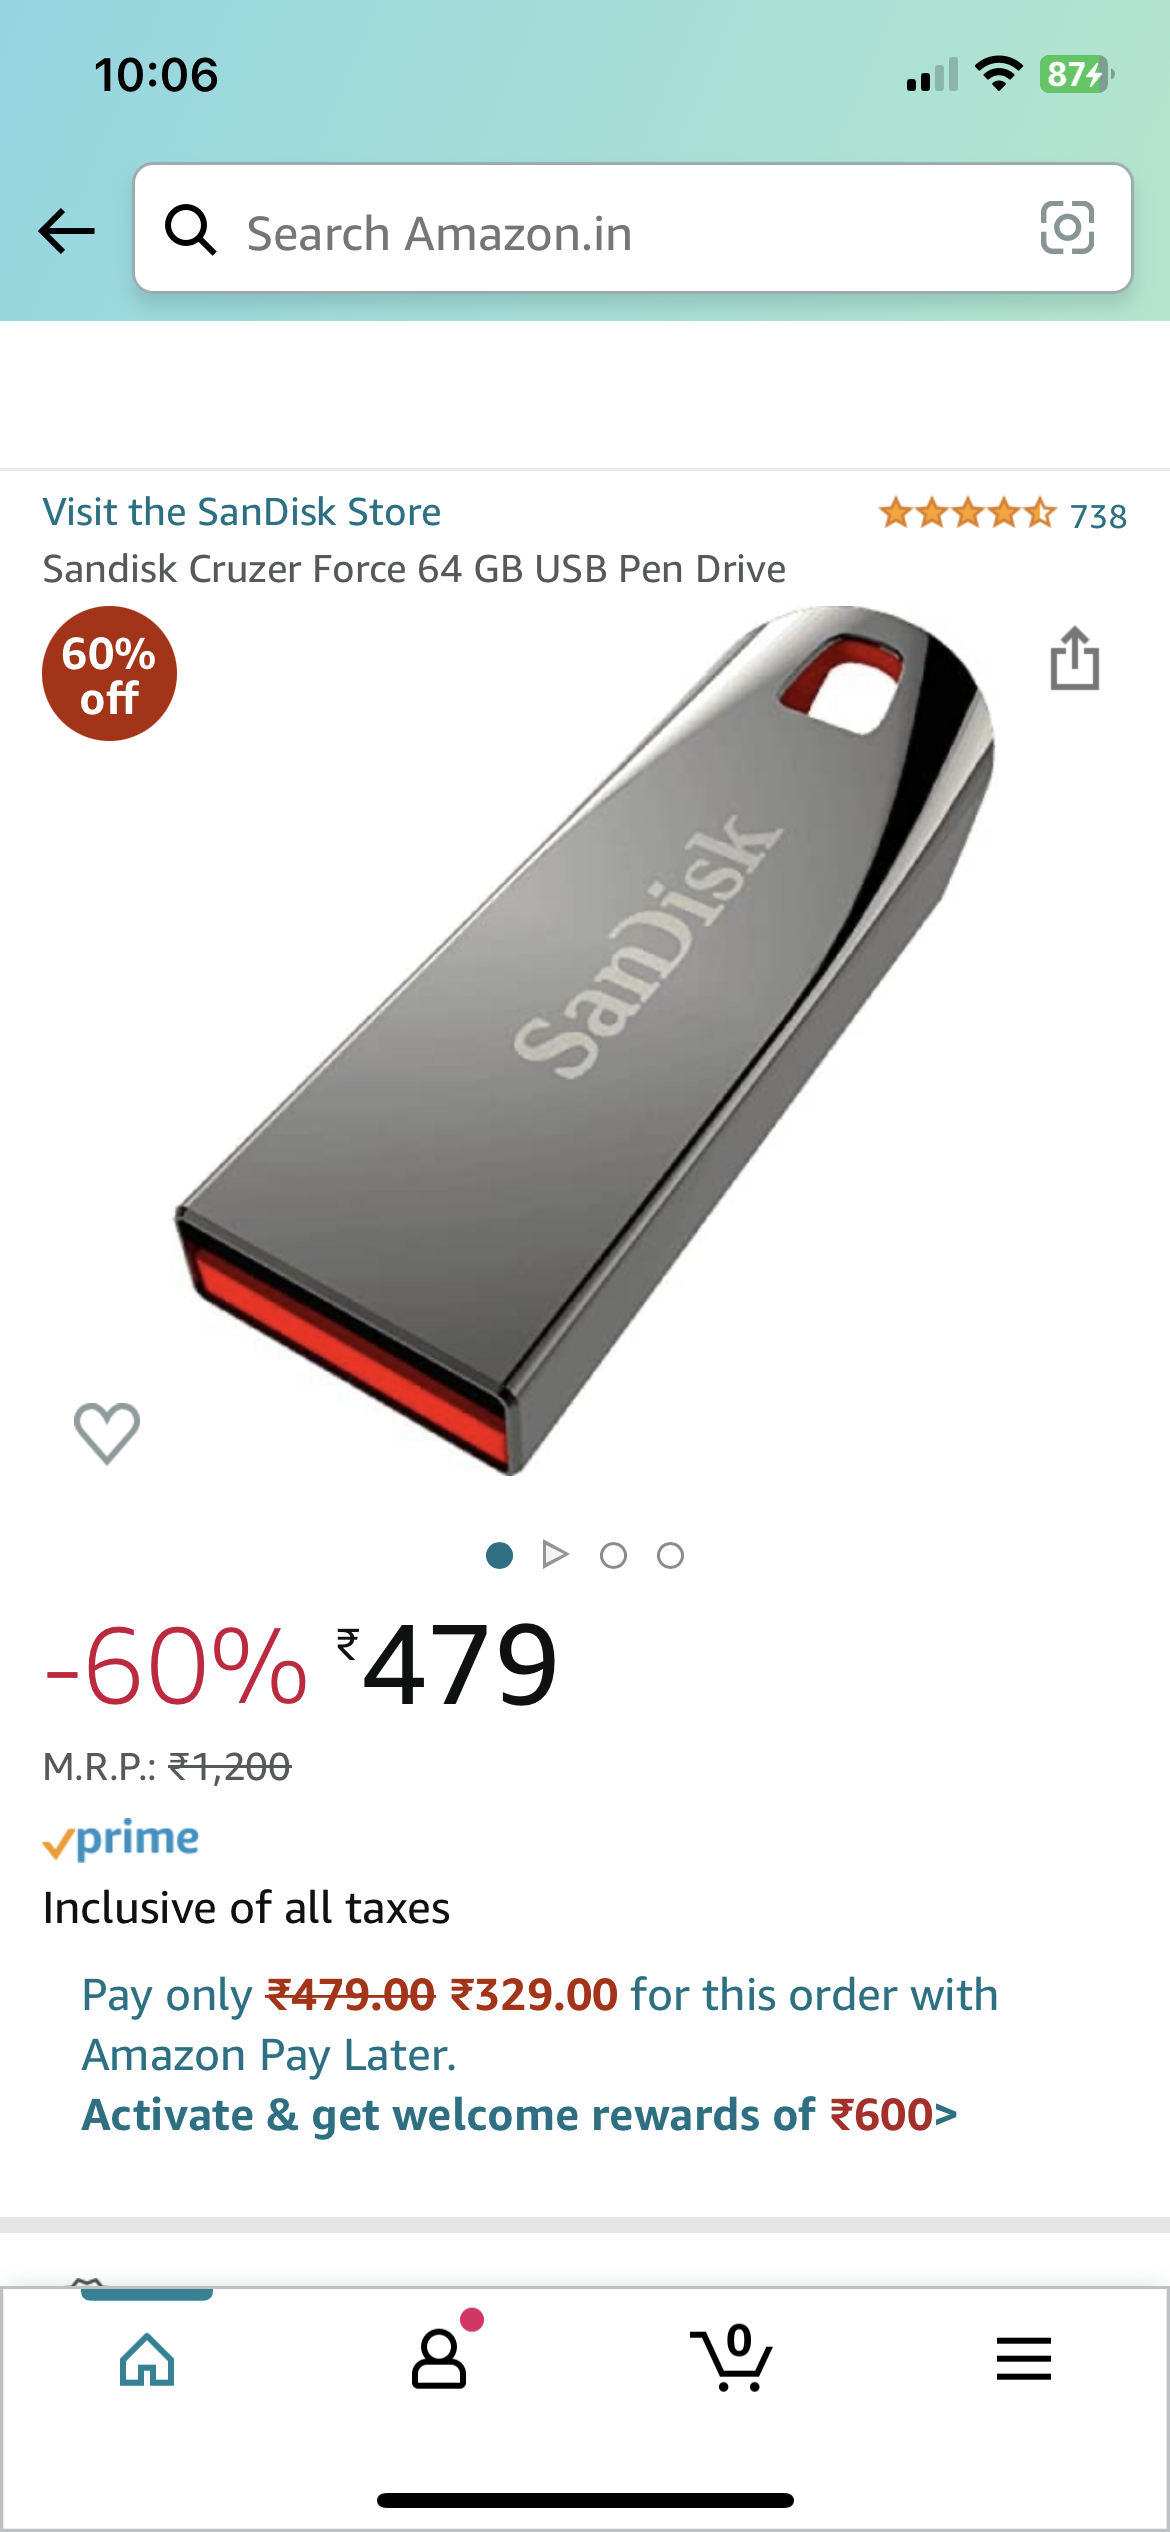 10:06
87
Search Amazon.in
Visit the SanDisk Store
738
Sandisk Cruzer Force 64 GB USB Pen Drive
60%
off
SanDisk
-60% ₹479
M.R.P.: ₹1,200
prime
Inclusive of all taxes
Pay only ₹479.00 ₹329.00 for this order with
Amazon Pay Later.
Activate & get welcome rewards of ₹600>
0